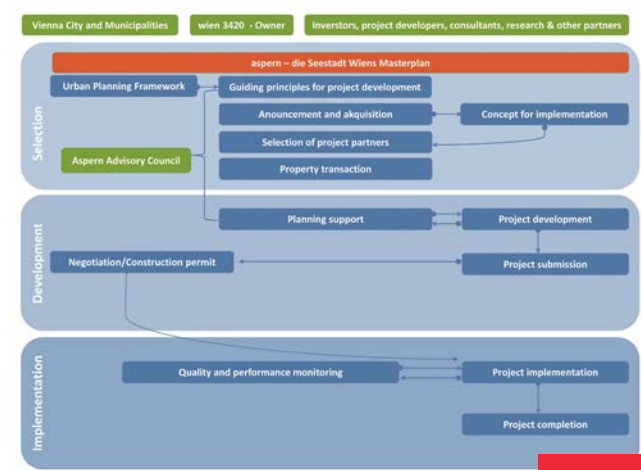 Vienna City and Municipalities
wien 3420 - Owner
Inverstors, project developers, consultants, research & other partners
aspern – die Seestadt Wiens Masterplan
Urban Planning Framework
Guiding principles for project development
Anouncement and akquisition
Concept for implementation
Selection
Selection of project partners
Aspern Advisory Council
Property transaction
Planning support
Project development
Development
Negotiation/Construction permit
Project submission
Implementation
Quality and performance monitoring
Project implementation
Project completion